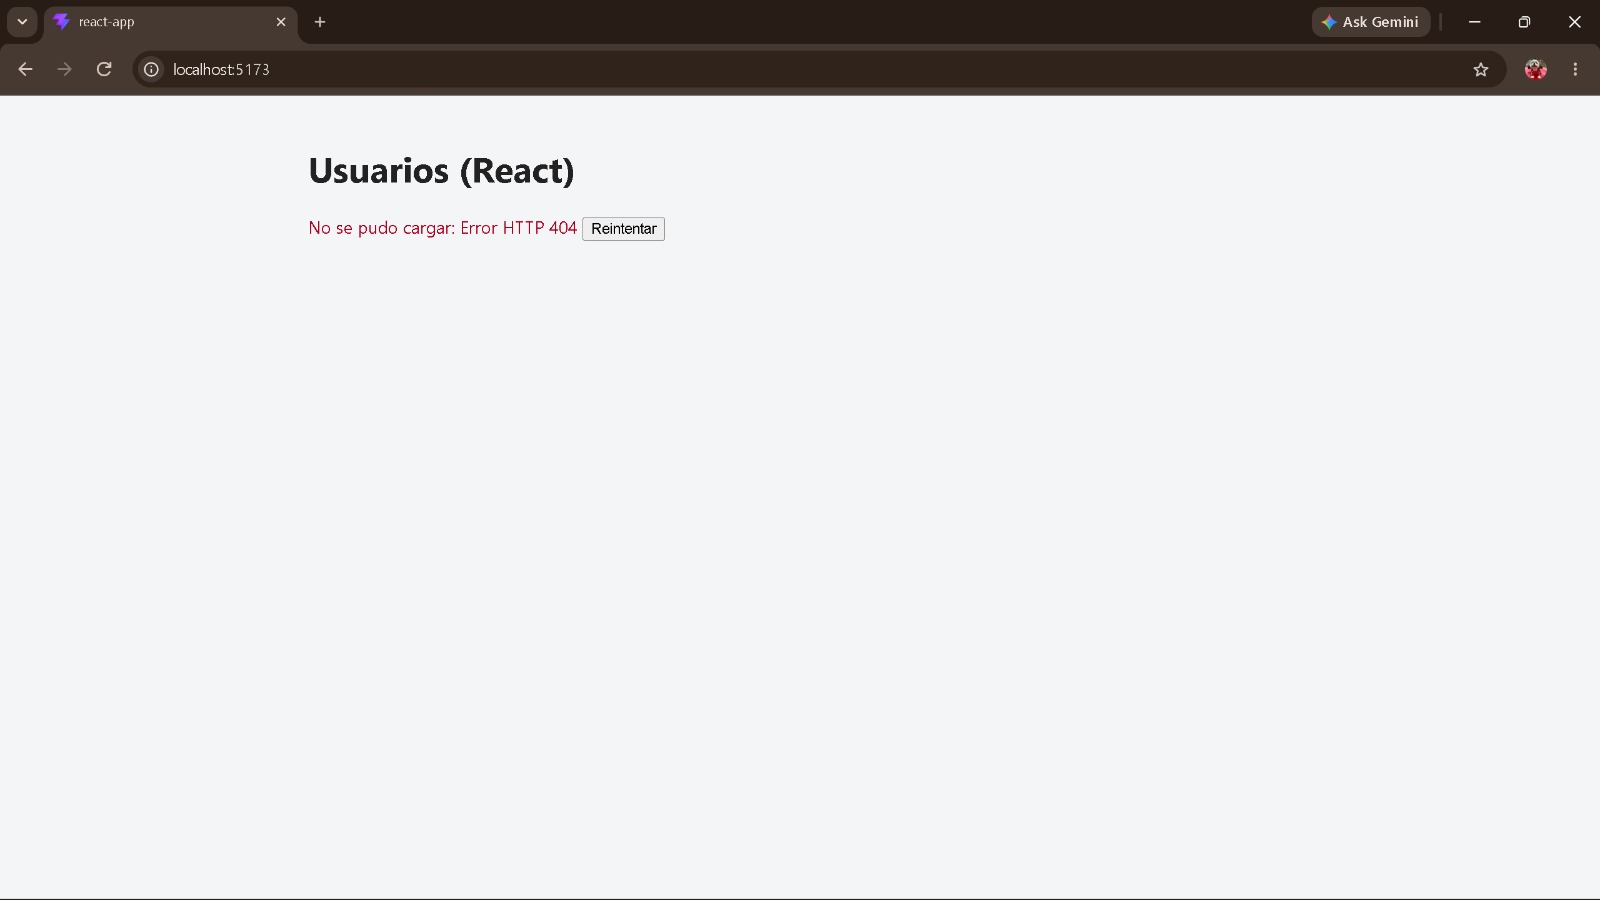 react-app
Ask Gemini
localhost:5173
Usuarios (React)
No se pudo cargar: Error HTTP 404 Reintentar